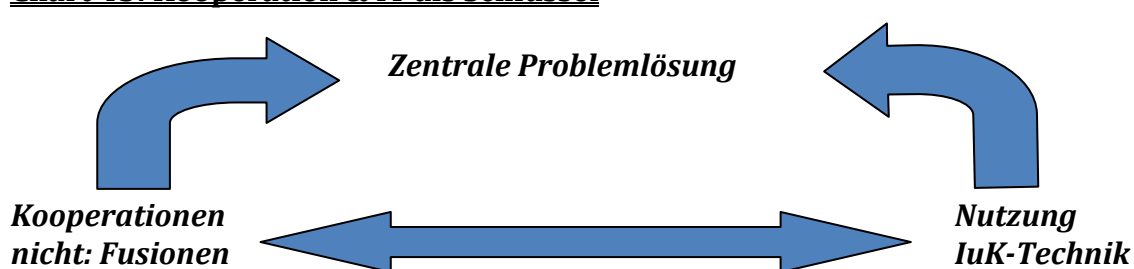 Zentrale Problemlösung
Kooperationen
nicht: Fusionen
Nutzung
IuK-Technik